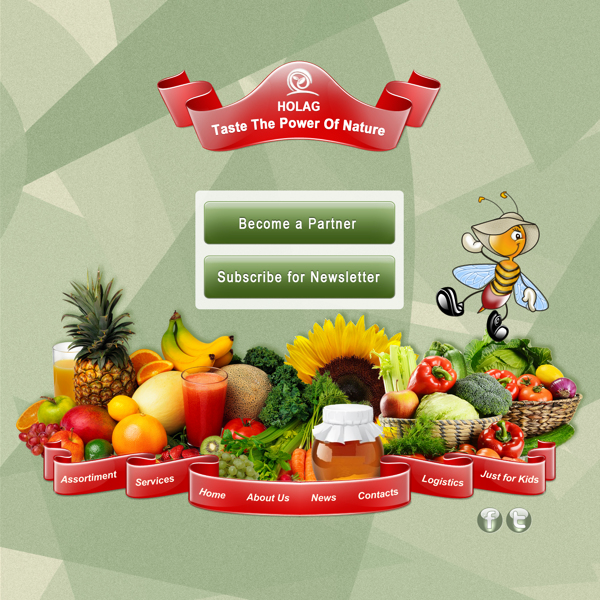 HOLAG
Taste The Power Of Nature
Become a Partner
Subscribe for Newsletter
Assortiment
Services
Home
About Us
News
Contacts
Logistics
Just for Kids
f
t